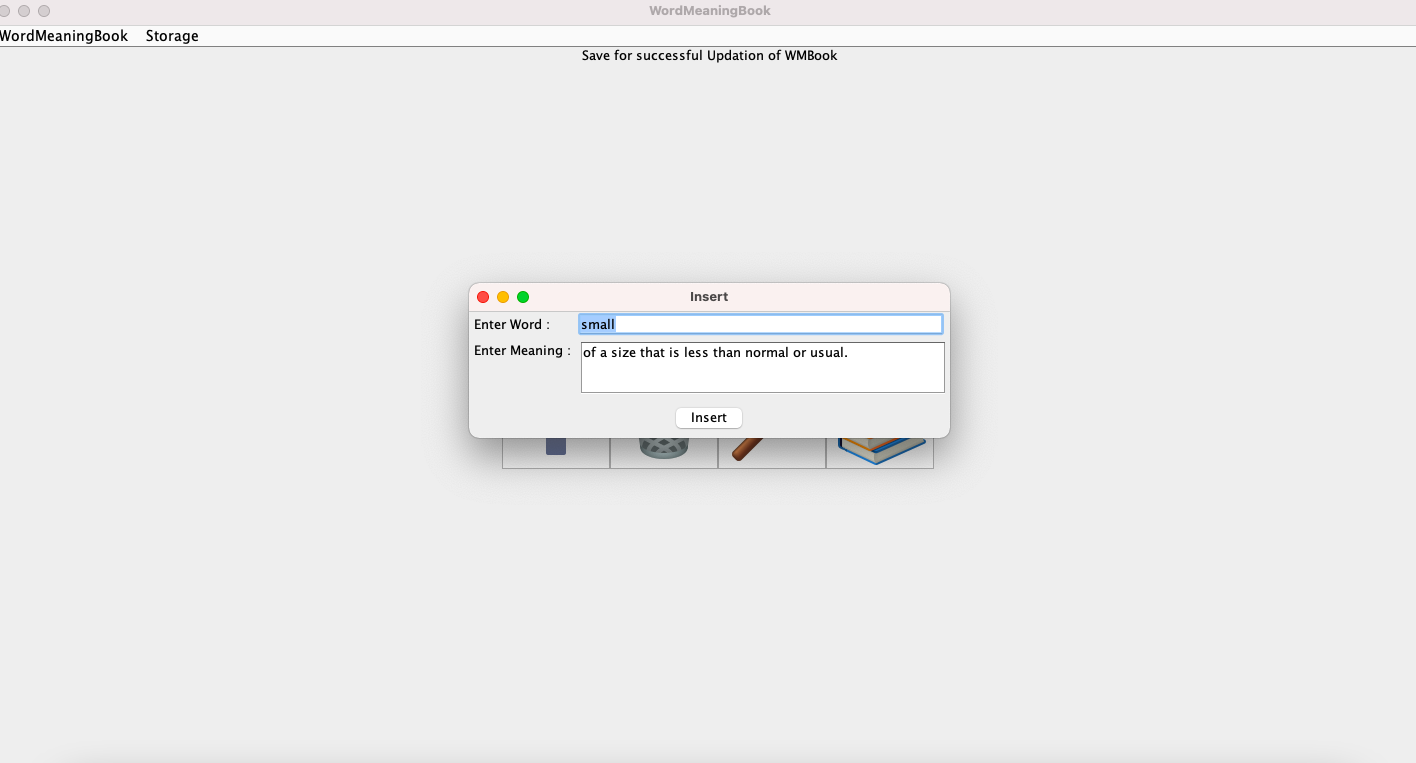 WordMeaningBook
WordMeaningBook Storage
Save for successful Updation of WMBook
Insert
Enter Word : small
Enter Meaning : of a size that is less than normal or usual.
Insert